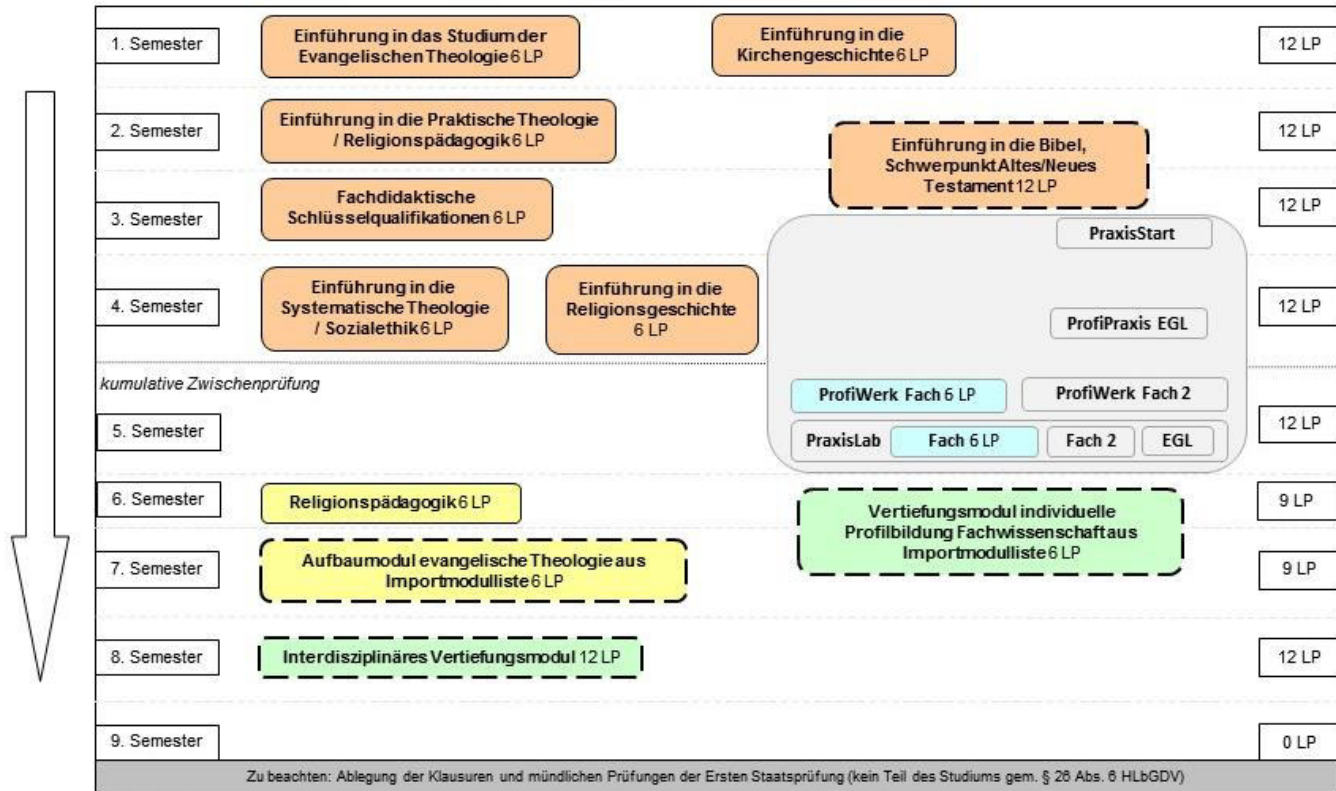 1. Semester
Einführung in das Studium der
Evangelischen Theologie 6 LP
Einführung in die
Kirchengeschichte 6 LP
12 LP
2. Semester
Einführung in die Praktische Theologie
/ Religionspädagogik 6 LP
Einführung in die Bibel,
Schwerpunkt Altes/Neues
Testament 12 LP
12 LP
3. Semester
Fachdidaktische
Schlüsselqualifikationen 6 LP
12 LP
PraxisStart
4. Semester
Einführung in die
Systematische Theologie
/ Sozialethik 6 LP
Einführung in die
Religionsgeschichte
6 LP
ProfiPraxis EGL
12 LP
kumulative Zwischenprüfung
ProfiWerk Fach 6 LP
ProfiWerk Fach 2
5. Semester
PraxisLab
Fach 6 LP
Fach 2
EGL
12 LP
6. Semester
Religionspädagogik 6 LP
Vertiefungsmodul individuelle
Profilbildung Fachwissenschaft aus
Importmodulliste 6 LP
9 LP
7. Semester
Aufbaumodul evangelische Theologie aus
Importmodulliste 6 LP
9 LP
8. Semester
Interdisziplinäres Vertiefungsmodul 12 LP
12 LP
9. Semester
0 LP
Zu beachten: Ablegung der Klausuren und mündlichen Prüfungen der Ersten Staatsprüfung (kein Teil des Studiums gem. § 26 Abs. 6 HLbGDV)